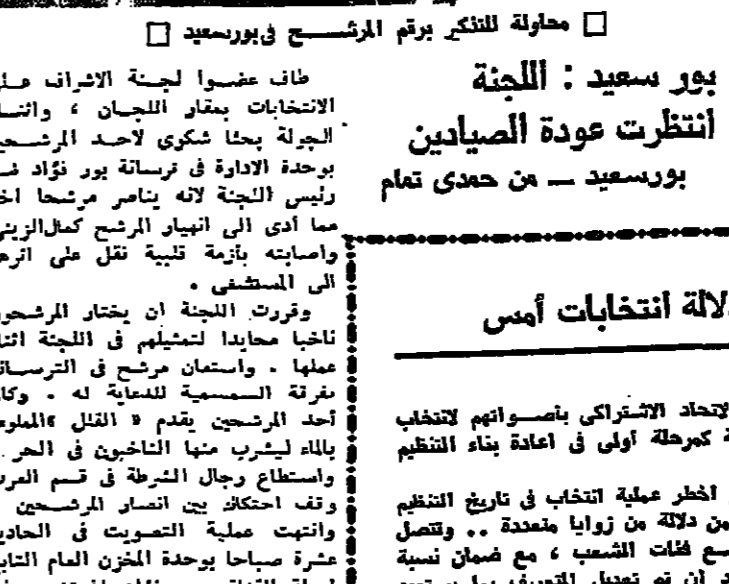 محاولة للتذكير برقم المرشح في بورسعيد
بور سعيد : اللجنة
انتظرت عودة الصيادين
بورسعيد — من حمدى تمام
طاف عضوا لجنة الاشراف على
الانتخابات بمقار اللجان ، واثناء
الجولة بحثا شكوى لاحد المرشحين
بوحدة الادارة فى ترسانة بور فؤاد ضد
رئيس اللجنة لانه يناصر مرشحا اخر
مما أدى الى انهيار المرشح كمال الزينى
واصابته بأزمة قلبية نقل على اثرها
الى المستشفى .
وقررت اللجنة ان يختار المرشحون
ناخبا محايدا لتمثيلهم فى اللجنة اثناء
عملها . واستعان مرشح فى الترسانة
بفرقة السمسمية للدعاية له . وكان
أحد المرشحين يقدم « القلل » المملوءة
بالماء ليشرب منها الناخبون فى الحر .
واستطاع رجال الشرطة فى قسم العرب
وقف احتكاك بين انصار المرشحين
وانتهت عملية التصويت فى الحادية
عشرة صباحا بوحدة المخزن العام التابع
دلالة انتخابات أمس
الاتحاد الاشتراكى بأصواتهم لانتخاب
كمرحلة أولى فى اعادة بناء التنظيم
أخطر عملية انتخاب فى تاريخ التنظيم
من دلالة من زوايا متعددة .. وتتصل
فئات الشعب ، مع ضمان نسبة